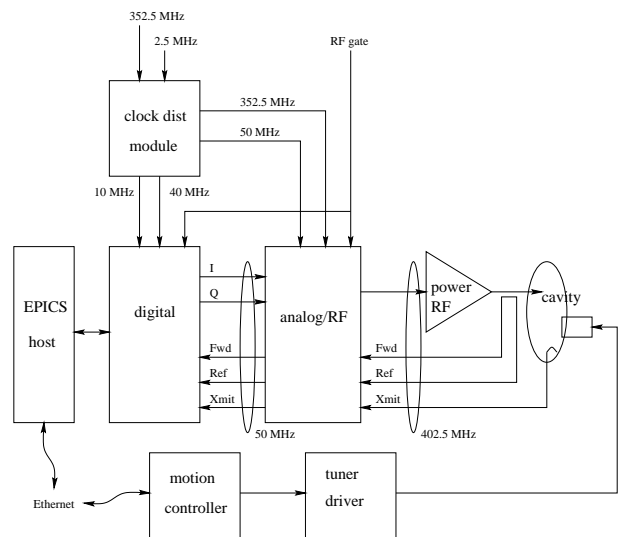 352.5 MHz
2.5 MHz
RF gate
clock dist
module
352.5 MHz
50 MHz
10 MHz
40 MHz
EPICS
host
digital
I
Q
Fwd
Ref
Xmit
analog/RF
power
RF
cavity
Fwd
Ref
Xmit
50 MHz
402.5 MHz
Ethernet
motion
controller
tuner
driver